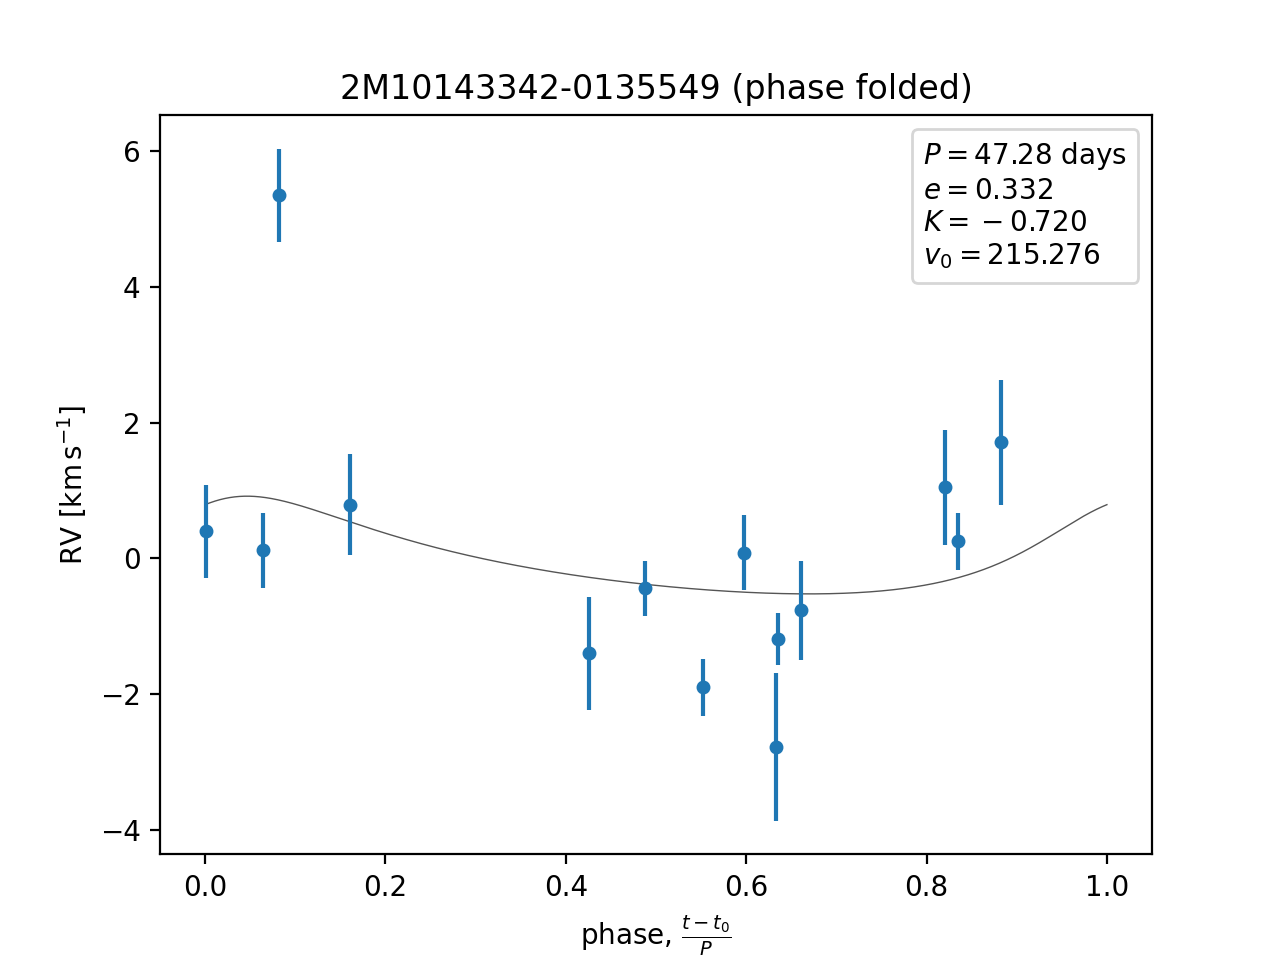 2M10143342-0135549 (phase folded)
P = 47.28 days
e = 0.332
K = −0.720
v₀ = 215.276
RV [km s⁻¹]
6
4
2
0
−2
−4
0.0 0.2 0.4 0.6 0.8 1.0
phase, (t − t₀)/P